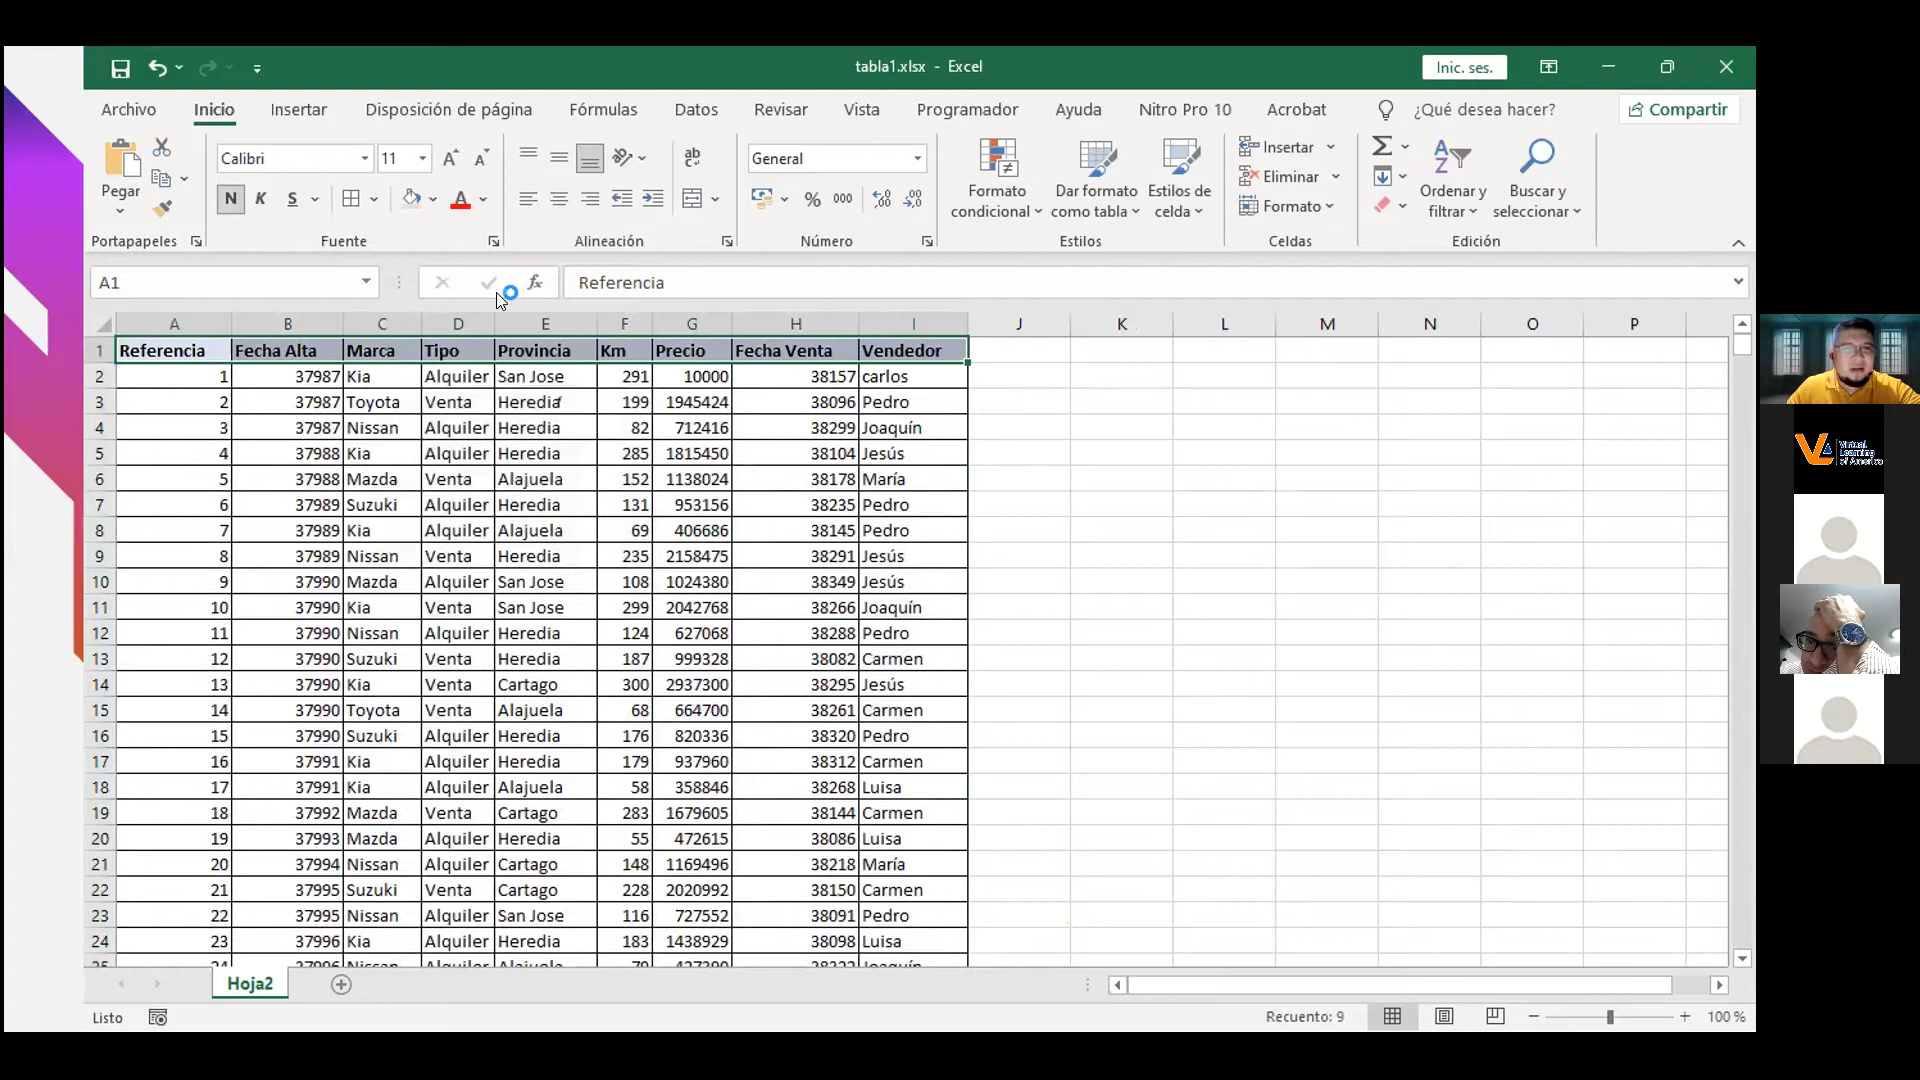 tabla1.xlsx - Excel
Inic. ses.
Archivo Inicio Insertar Disposición de página Fórmulas Datos Revisar Vista Programador Ayuda Nitro Pro 10 Acrobat ¿Qué desea hacer? Compartir
Pegar
Calibri 11
N K S
General
% 000
Formato condicional
Dar formato como tabla
Estilos de celda
Insertar
Eliminar
Formato
Ordenar y filtrar
Buscar y seleccionar
Portapapeles Fuente Alineación Número Estilos Celdas Edición
A1 fx Referencia
A B C D E F G H I J K L M N O P
1 Referencia Fecha Alta Marca Tipo Provincia Km Precio Fecha Venta Vendedor
2 1 37987 Kia Alquiler San Jose 291 10000 38157 carlos
3 2 37987 Toyota Venta Heredia 199 1945424 38096 Pedro
4 3 37987 Nissan Alquiler Heredia 82 712416 38299 Joaquín
5 4 37988 Kia Alquiler Heredia 285 1815450 38104 Jesús
6 5 37988 Mazda Venta Alajuela 152 1138024 38178 María
7 6 37989 Suzuki Alquiler Heredia 131 953156 38235 Pedro
8 7 37989 Kia Alquiler Alajuela 69 406686 38145 Pedro
9 8 37989 Nissan Venta Heredia 235 2158475 38291 Jesús
10 9 37990 Mazda Alquiler San Jose 108 1024380 38349 Jesús
11 10 37990 Kia Venta San Jose 299 2042768 38266 Joaquín
12 11 37990 Nissan Alquiler Heredia 124 627068 38288 Pedro
13 12 37990 Suzuki Venta Heredia 187 999328 38082 Carmen
14 13 37990 Kia Venta Cartago 300 2937300 38295 Jesús
15 14 37990 Toyota Venta Alajuela 68 664700 38261 Carmen
16 15 37990 Suzuki Alquiler Heredia 176 820336 38320 Pedro
17 16 37991 Kia Alquiler Heredia 179 937960 38312 Carmen
18 17 37991 Kia Alquiler Alajuela 58 358846 38268 Luisa
19 18 37992 Mazda Venta Cartago 283 1679605 38144 Carmen
20 19 37993 Mazda Alquiler Heredia 55 472615 38086 Luisa
21 20 37994 Nissan Alquiler Cartago 148 1169496 38218 María
22 21 37995 Suzuki Venta Cartago 228 2020992 38150 Carmen
23 22 37995 Nissan Alquiler San Jose 116 727552 38091 Pedro
24 23 37996 Kia Alquiler Heredia 183 1438929 38098 Luisa
Hoja2
Listo Recuento: 9 100 %
Virtual
Learning
of America